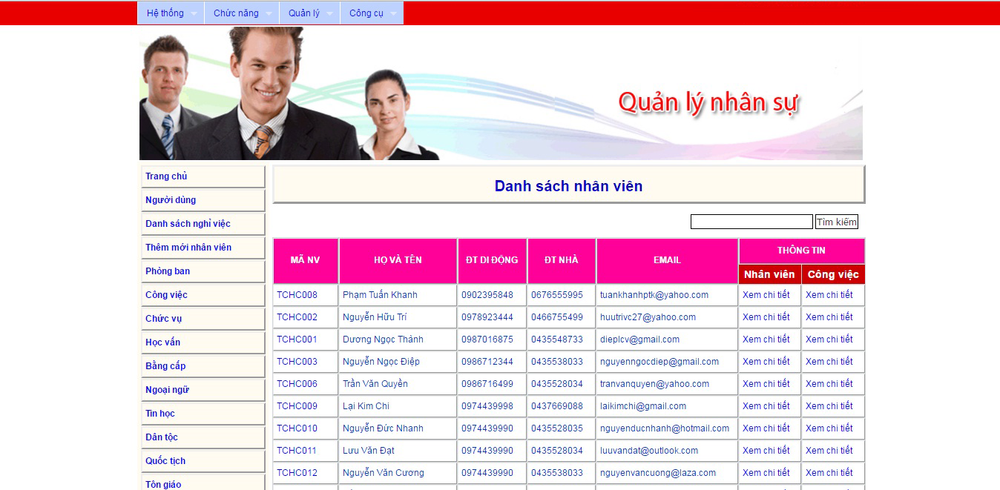 Hệ thống Chức năng Quản lý Công cụ
Quản lý nhân sự
Trang chủ
Người dùng
Danh sách nghỉ việc
Thêm mới nhân viên
Phòng ban
Công việc
Chức vụ
Học vấn
Bằng cấp
Ngoại ngữ
Tin học
Dân tộc
Quốc tịch
Tôn giáo
Danh sách nhân viên
Tìm kiếm
MÃ NV HỌ VÀ TÊN ĐT DI ĐỘNG ĐT NHÀ EMAIL THÔNG TIN
Nhân viên Công việc
TCHC008 Phạm Tuấn Khanh 0902395848 0676555995 tuankhanhptk@yahoo.com Xem chi tiết Xem chi tiết
TCHC002 Nguyễn Hữu Trí 0978923444 0466755499 huutrivc27@yahoo.com Xem chi tiết Xem chi tiết
TCHC001 Dương Ngọc Thánh 0987016875 0435548733 dieplcv@gmail.com Xem chi tiết Xem chi tiết
TCHC003 Nguyễn Ngọc Điệp 0986712344 0435538033 nguyenngocdiep@gmail.com Xem chi tiết Xem chi tiết
TCHC006 Trần Văn Quyền 0986716499 0435528034 tranvanquyen@yahoo.com Xem chi tiết Xem chi tiết
TCHC009 Lại Kim Chi 0974439998 0437669088 laikimchi@gmail.com Xem chi tiết Xem chi tiết
TCHC010 Nguyễn Đức Nhanh 0974439990 0435528035 nguyenducnhanh@hotmail.com Xem chi tiết Xem chi tiết
TCHC011 Lưu Văn Đạt 0974439990 0435528034 luuvandat@outlook.com Xem chi tiết Xem chi tiết
TCHC012 Nguyễn Văn Cương 0974439990 0435538033 nguyenvancuong@laza.com Xem chi tiết Xem chi tiết